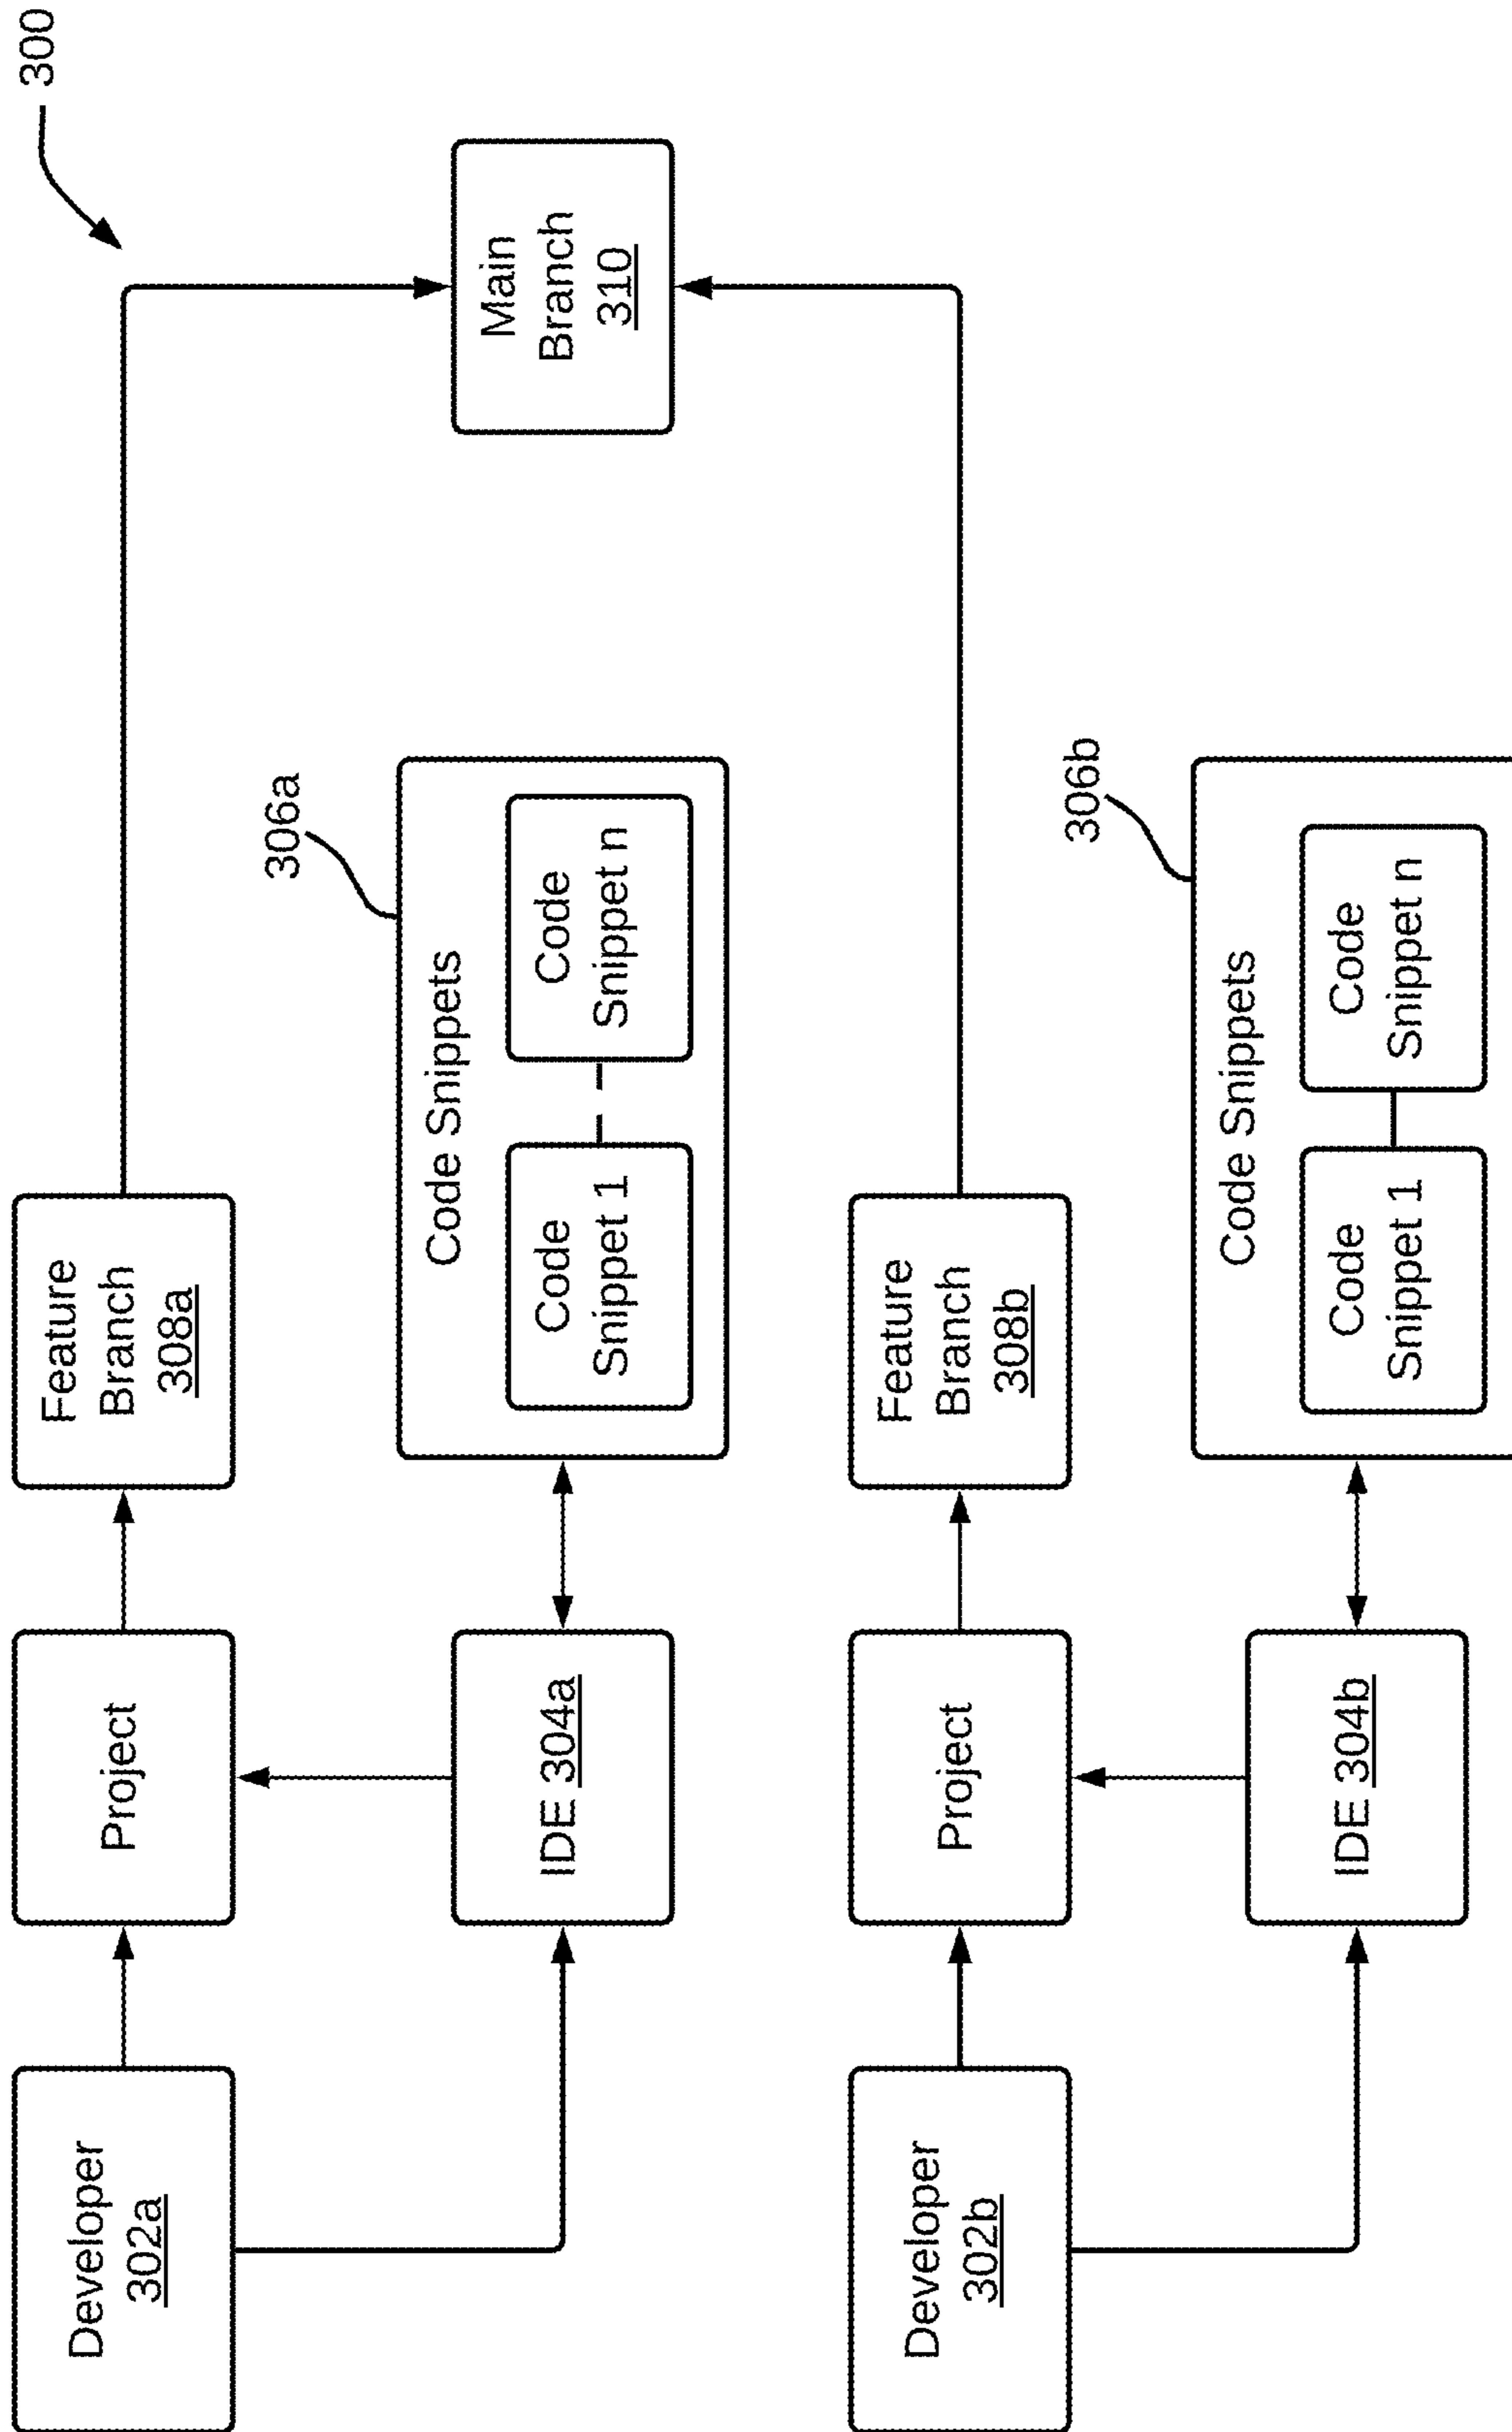 300
Developer
302a
Project
Feature
Branch
308a
IDE 304a
306a
Code Snippets
Code
Snippet 1
Code
Snippet n
Main
Branch
310
Developer
302b
Project
Feature
Branch
308b
IDE 304b
306b
Code Snippets
Code
Snippet 1
Code
Snippet n